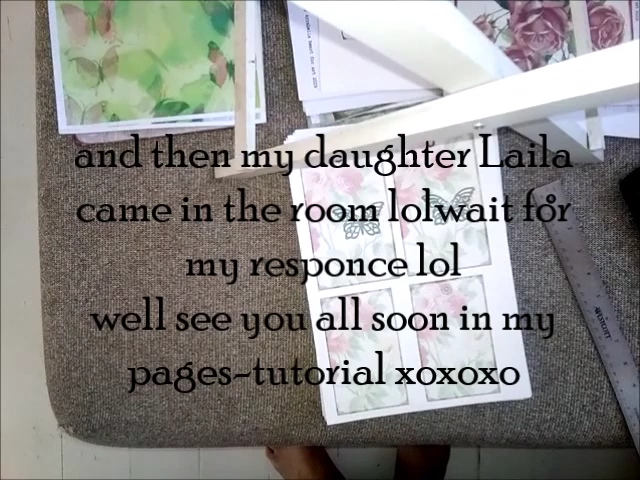 and then my daughter Laila
came in the room lolwait for
my responce lol
well see you all soon in my
pages-tutorial xoxoxo